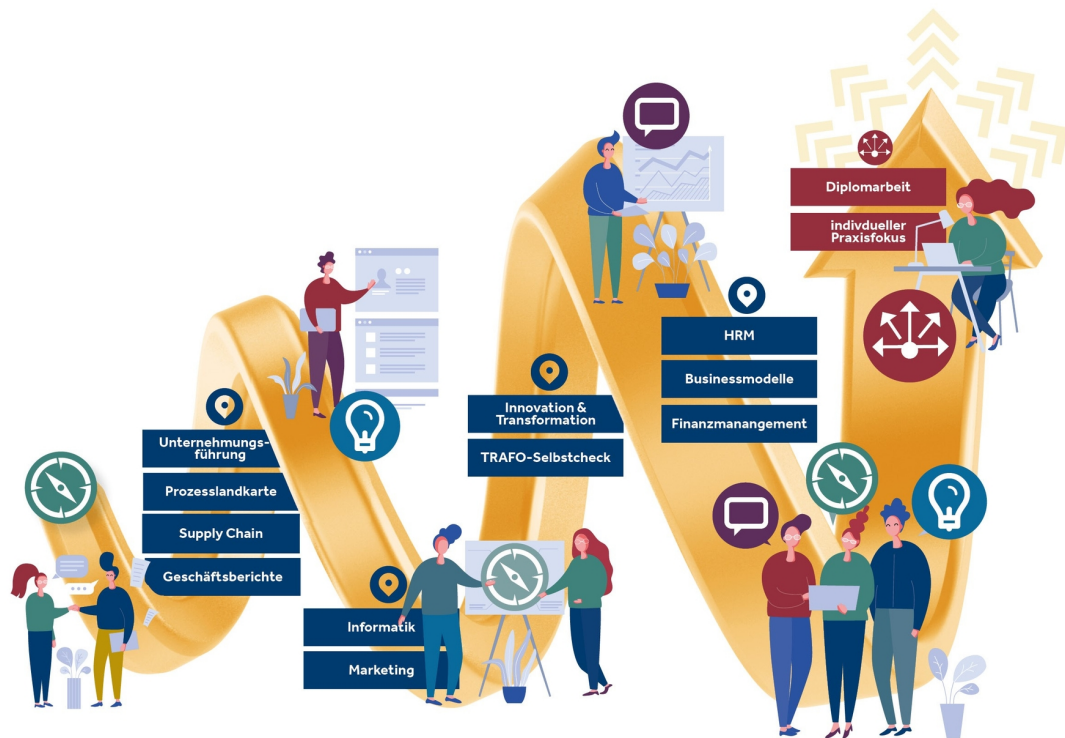 Unternehmungs-
führung
Prozesslandkarte
Supply Chain
Geschäftsberichte
Informatik
Marketing
Innovation &
Transformation
TRAFO-Selbstcheck
HRM
Businessmodelle
Finanzmanangement
Diplomarbeit
indivdueller
Praxisfokus